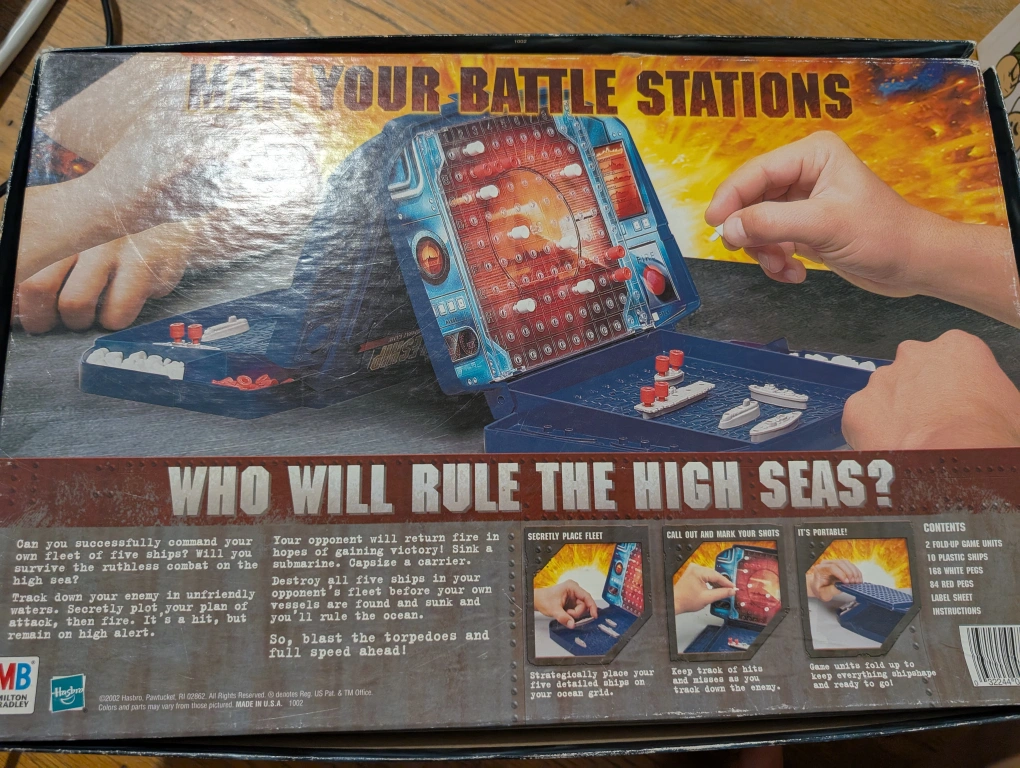 1002
MAN YOUR BATTLE STATIONS
WHO WILL RULE THE HIGH SEAS?
Can you successfully command your
own fleet of five ships? Will you
survive the ruthless combat on the
high sea?
Track down your enemy in unfriendly
waters. Secretly plot your plan of
attack, then fire. It's a hit, but
remain on high alert.
Your opponent will return fire in
hopes of gaining victory! Sink a
submarine. Capsize a carrier.
Destroy all five ships in your
opponent's fleet before your own
vessels are found and sunk and
you'll rule the ocean.
So, blast the torpedoes and
full speed ahead!
SECRETLY PLACE FLEET
Strategically place your
five detailed ships on
your ocean grid.
CALL OUT AND MARK YOUR SHOTS
Keep track of hits
and misses as you
track down the enemy.
IT'S PORTABLE!
Game units fold up to
keep everything shipshape
and ready to go!
CONTENTS
2 FOLD-UP GAME UNITS
10 PLASTIC SHIPS
168 WHITE PEGS
84 RED PEGS
LABEL SHEET
INSTRUCTIONS
MB®
MILTON
BRADLEY
Hasbro
©2002 Hasbro, Pawtucket, RI 02862. All Rights Reserved. ® denotes Reg. US Pat. & TM Office.
Colors and parts may vary from those pictured. MADE IN U.S.A. 1002